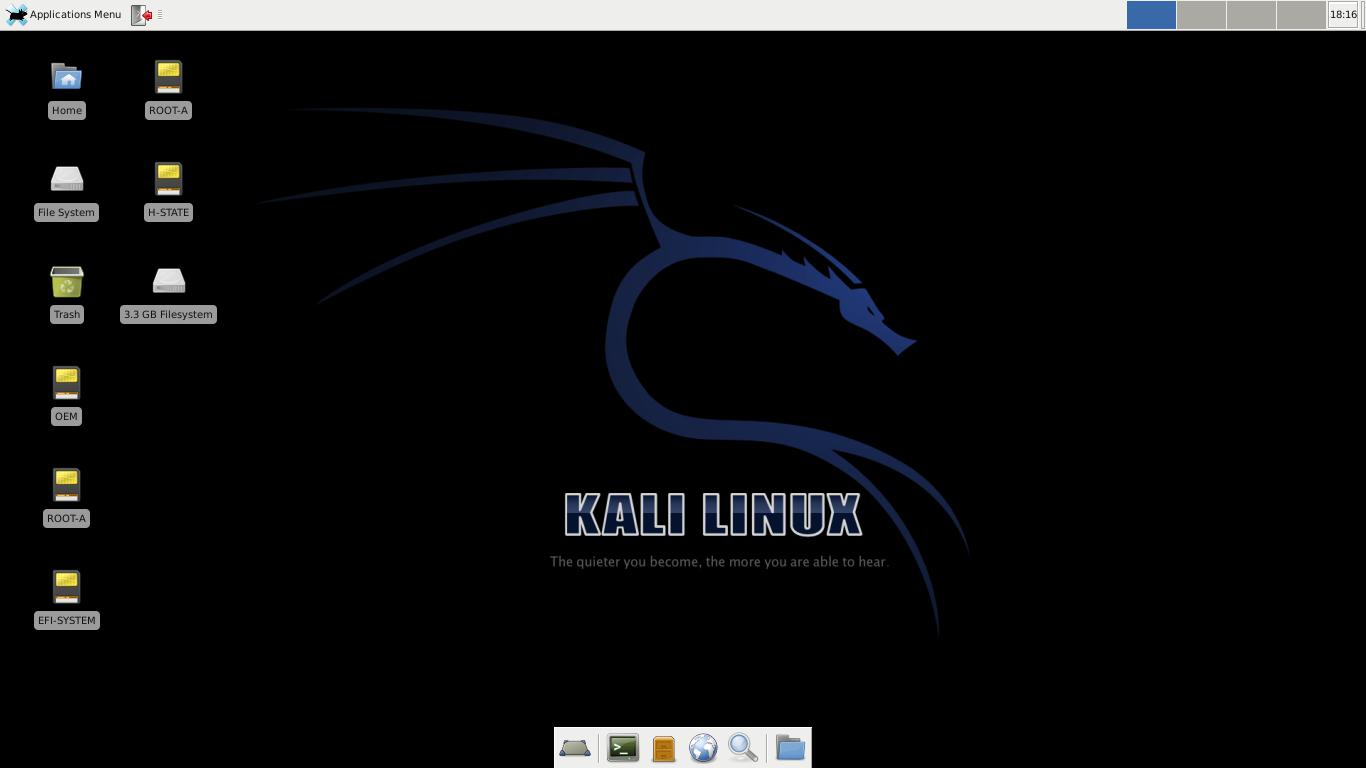 Applications Menu
18:16
Home
ROOT-A
File System
H-STATE
Trash
3.3 GB Filesystem
OEM
ROOT-A
EFI-SYSTEM
KALI LINUX
The quieter you become, the more you are able to hear.
>_